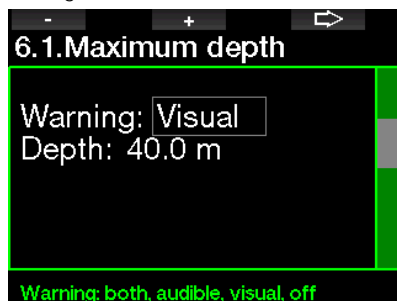 - +
6.1.Maximum depth
Warning: Visual
Depth: 40.0 m
Warning: both, audible, visual, off